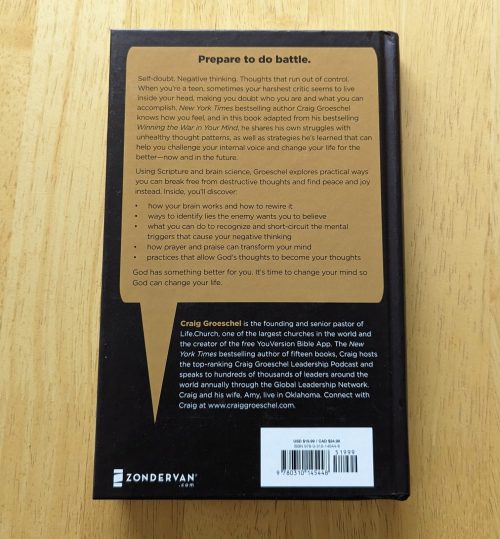 Prepare to do battle.
Self-doubt. Negative thinking. Thoughts that run out of control.
When you're a teen, sometimes your harshest critic seems to live
inside your head, making you doubt who you are and what you can
accomplish. New York Times bestselling author Craig Groeschel
knows how you feel, and in this book adapted from his bestselling
Winning the War in Your Mind, he shares his own struggles with
unhealthy thought patterns, as well as strategies he's learned that can
help you challenge your internal voice and change your life for the
better—now and in the future.
Using Scripture and brain science, Groeschel explores practical ways
you can break free from destructive thoughts and find peace and joy
instead. Inside, you'll discover:
• how your brain works and how to rewire it
• ways to identify lies the enemy wants you to believe
• what you can do to recognize and short-circuit the mental
triggers that cause your negative thinking
• how prayer and praise can transform your mind
• practices that allow God's thoughts to become your thoughts
God has something better for you. It's time to change your mind so
God can change your life.
Craig Groeschel is the founding and senior pastor of
Life.Church, one of the largest churches in the world and
the creator of the free YouVersion Bible App. The New
York Times bestselling author of fifteen books, Craig hosts
the top-ranking Craig Groeschel Leadership Podcast and
speaks to hundreds of thousands of leaders around the
world annually through the Global Leadership Network.
Craig and his wife, Amy, live in Oklahoma. Connect with
Craig at www.craiggroeschel.com.
USD $19.99 / CAD $24.99
ISBN 978-0-310-14544-8
51999
9 780310 145448
ZONDERVAN®
.com